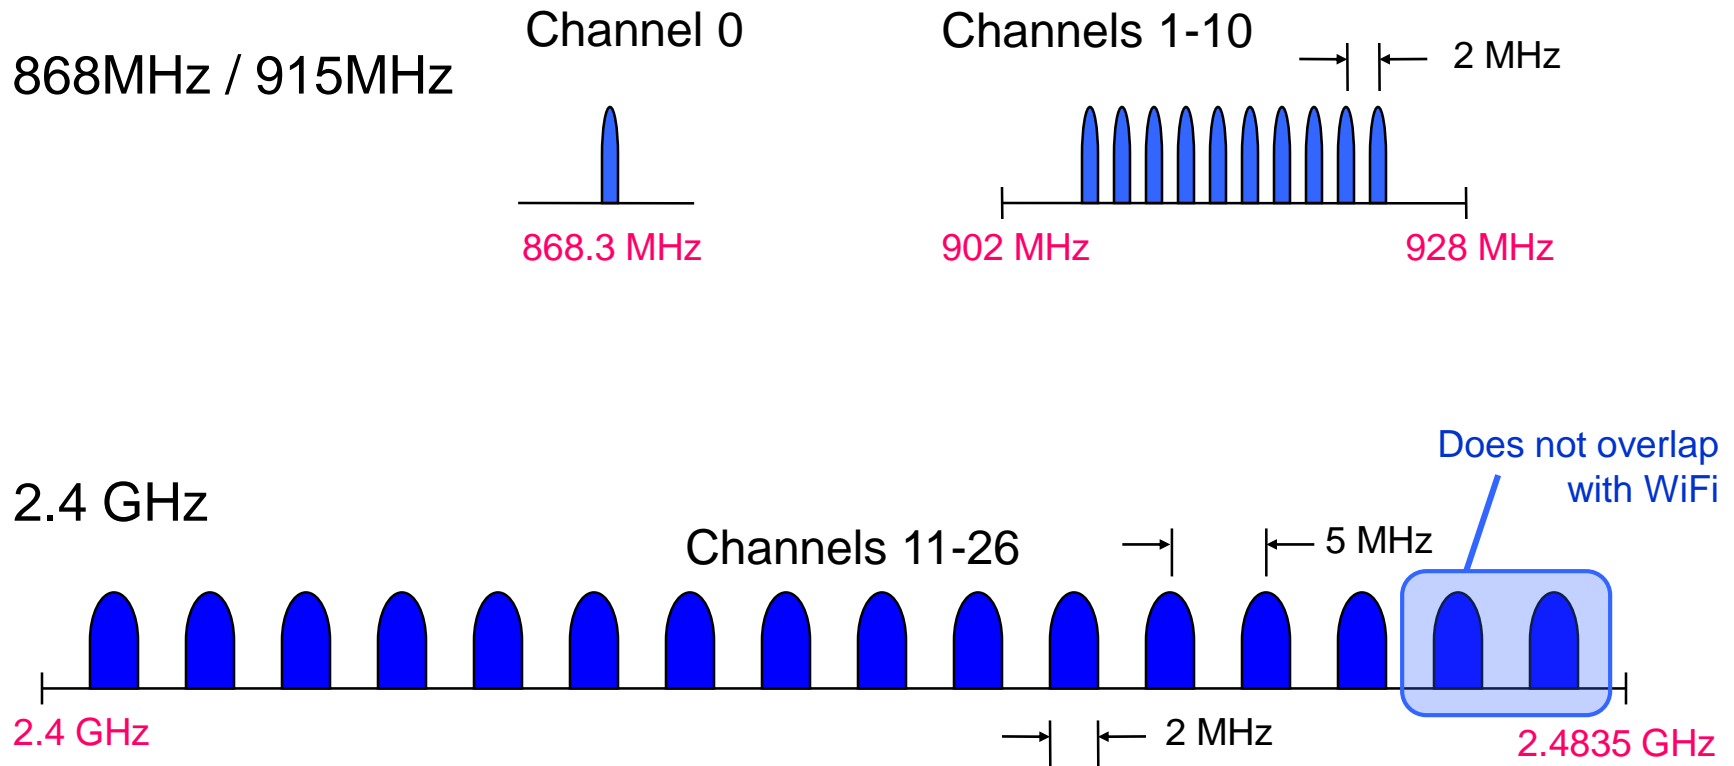 Channel 0
Channels 1-10
868MHz / 915MHz
2 MHz
868.3 MHz
902 MHz
928 MHz
Does not overlap
with WiFi
2.4 GHz
Channels 11-26
5 MHz
2.4 GHz
2 MHz
2.4835 GHz